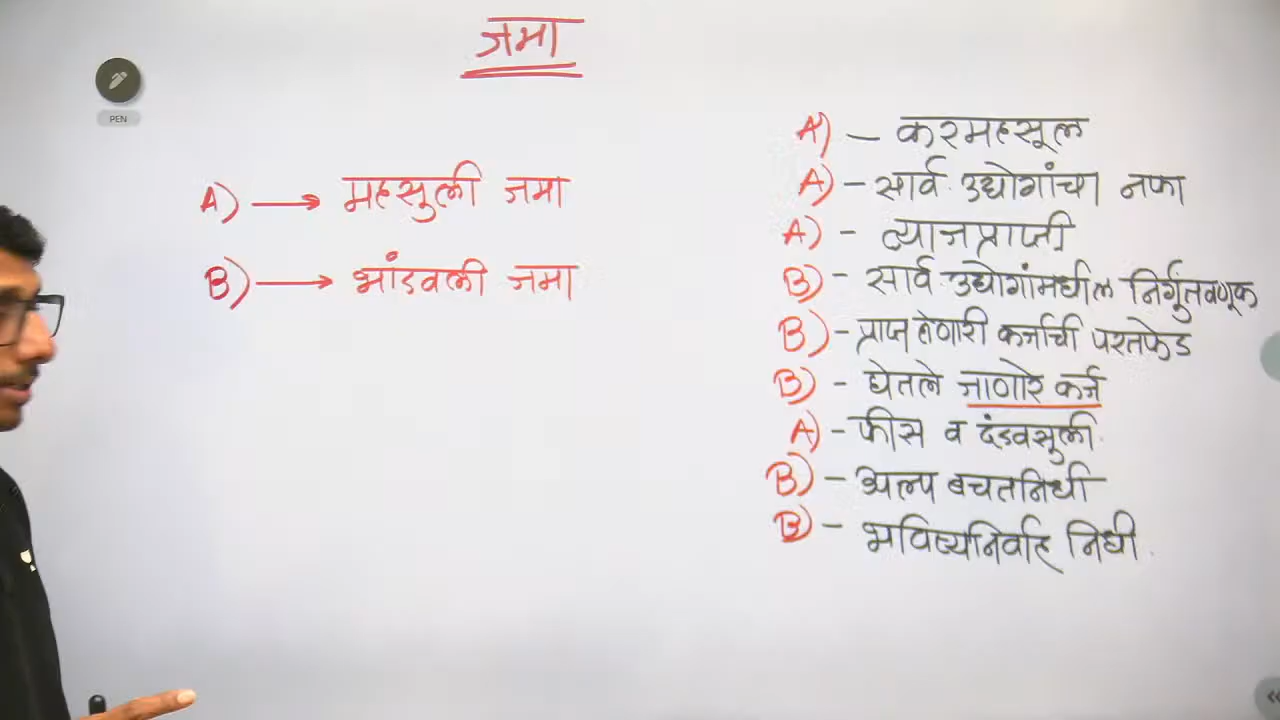 जमा
PEN
A) → महसुली जमा
B) → भांडवली जमा
A) – करमहसूल
A) – सार्व. उद्योगांचा नफा
A) – व्याजप्राप्ती
B) – सार्व. उद्योगांमधील निर्गुंतवणूक
B) – प्राप्त होणारी कर्जाची परतफेड
B) – घेतले जाणारे कर्ज
A) – फीस व दंडवसुली.
B) – अल्प बचतनिधी
B) – भविष्यनिर्वाह निधी.